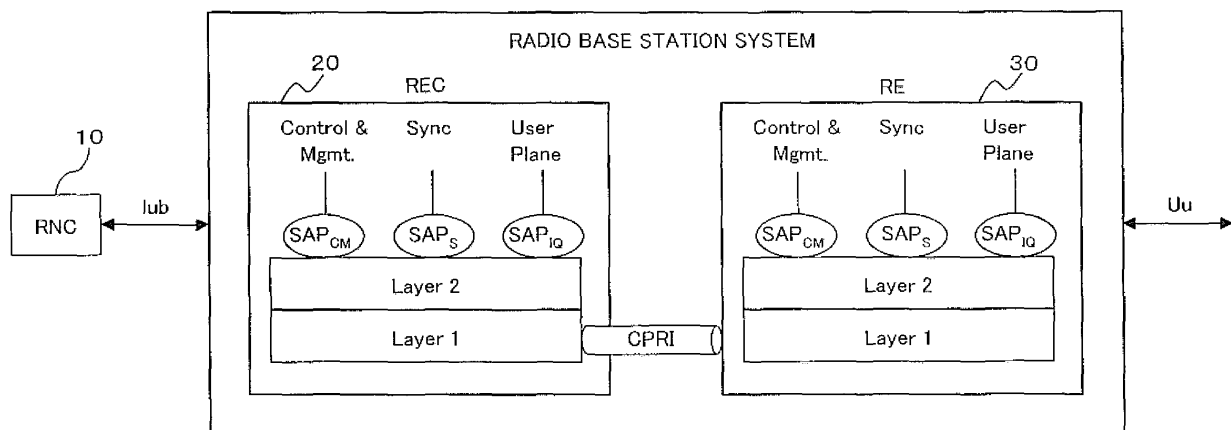 RADIO BASE STATION SYSTEM
20
REC
30
RE
Control &
Mgmt.
Sync
User
Plane
Control &
Mgmt.
Sync
User
Plane
10
RNC
Iub
Uu
SAPCM
SAPS
SAPIQ
SAPCM
SAPS
SAPIQ
Layer 2
Layer 2
Layer 1
CPRI
Layer 1